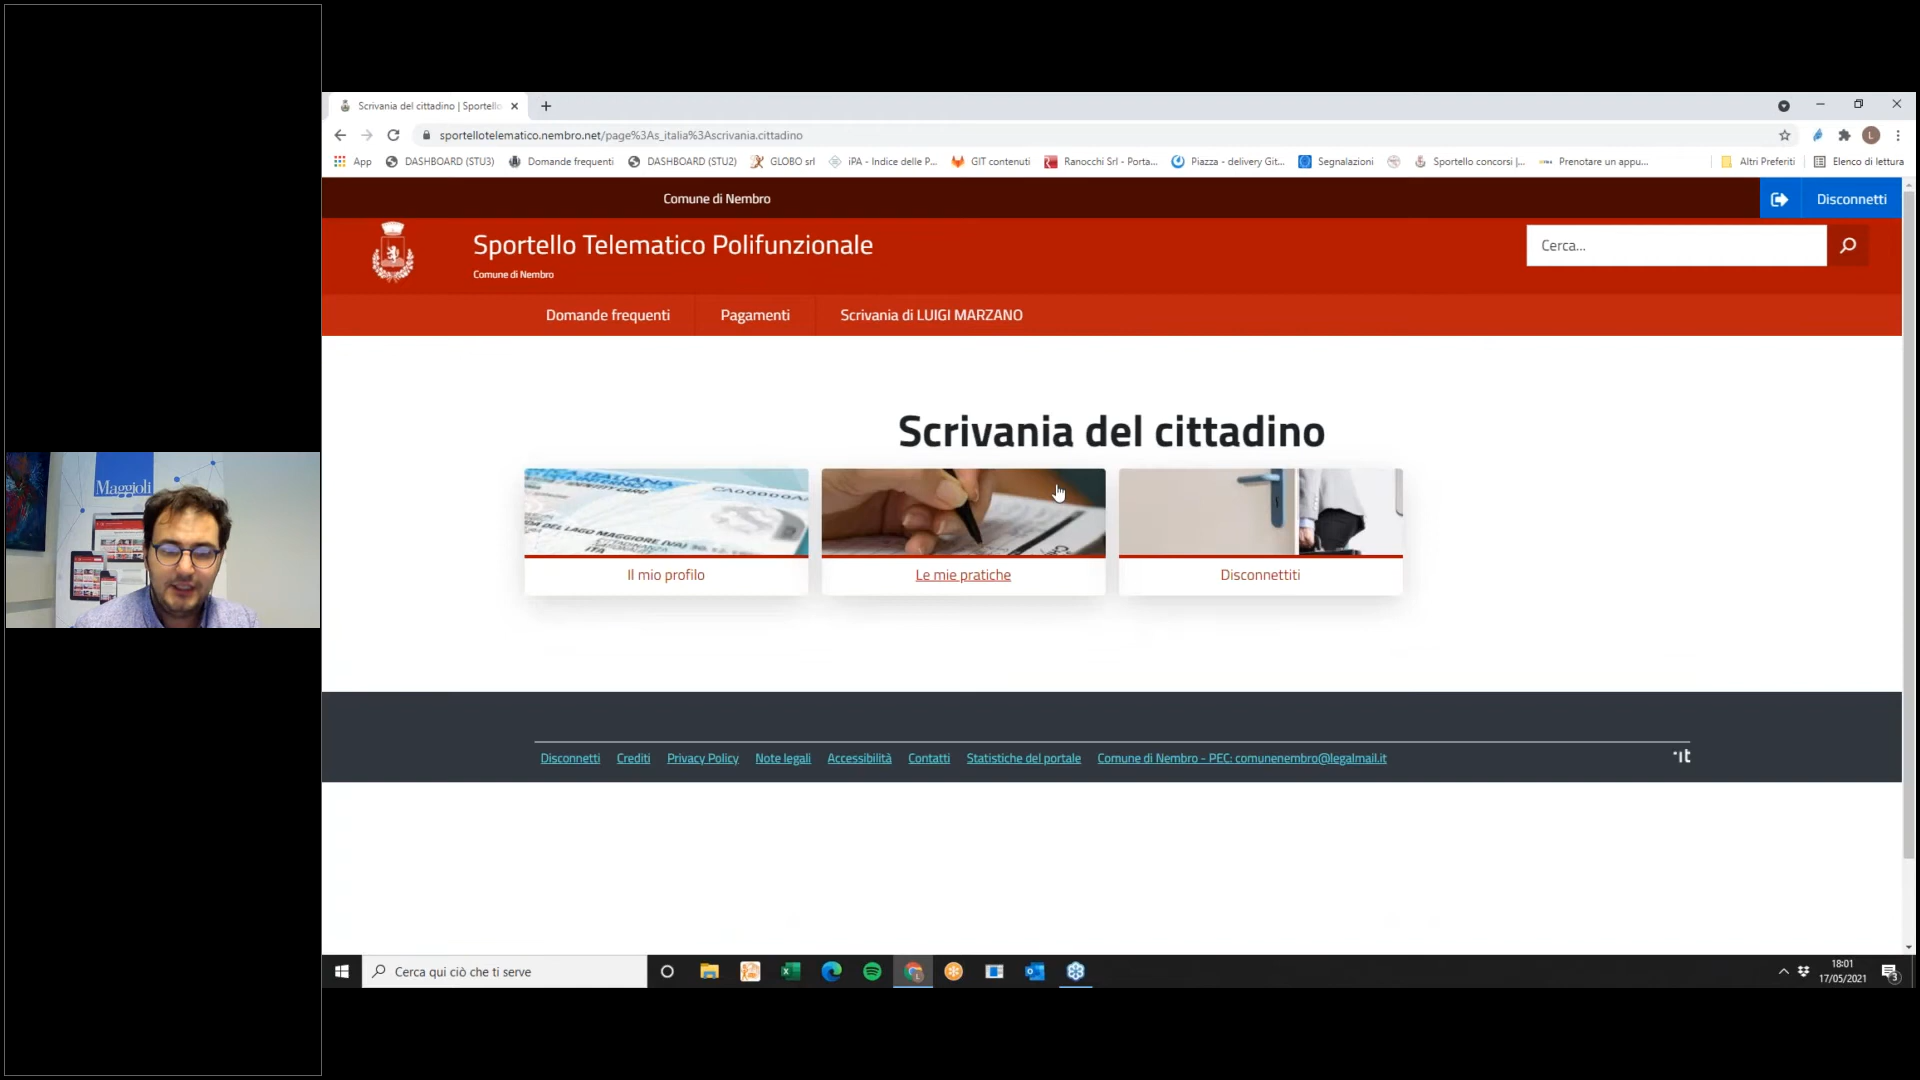 Maggioli
Scrivania del cittadino | Sportello
sportellotelematico.nembro.net/page%3As_italia%3Ascrivania.cittadino
App
DASHBOARD (STU3)
Domande frequenti
DASHBOARD (STU2)
GLOBO srl
iPA - Indice delle P...
GIT contenuti
Ranocchi Srl - Porta...
Piazza - delivery Git...
Segnalazioni
Sportello concorsi |...
Prenotare un appu...
Altri Preferiti
Elenco di lettura
Comune di Nembro
Disconnetti
Sportello Telematico Polifunzionale
Comune di Nembro
Cerca...
Domande frequenti
Pagamenti
Scrivania di LUIGI MARZANO
Scrivania del cittadino
Il mio profilo
Le mie pratiche
Disconnettiti
Disconnetti
Crediti
Privacy Policy
Note legali
Accessibilità
Contatti
Statistiche del portale
Comune di Nembro - PEC: comunenembro@legalmail.it
Cerca qui ciò che ti serve
18:01
17/05/2021
3